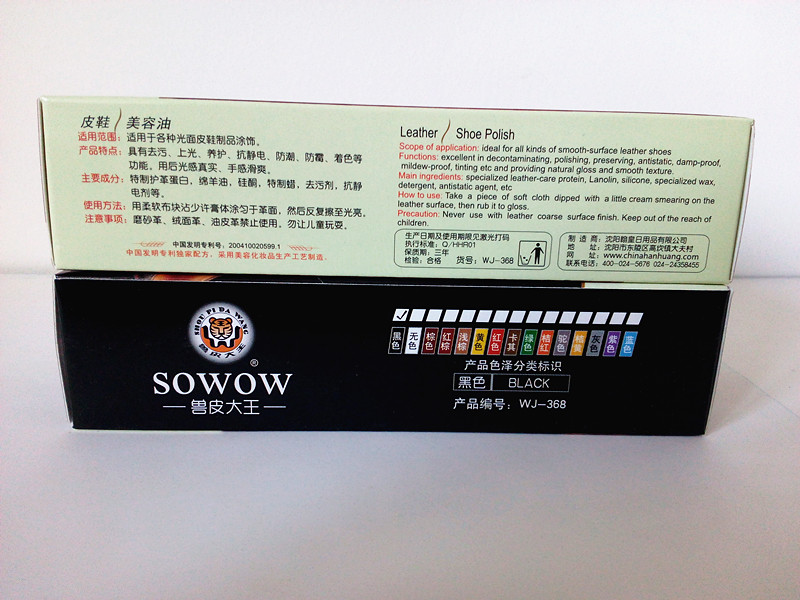 皮鞋 美容油
适用范围：适用于各种光面皮鞋制品涂饰。
产品特点：具有去污、上光、养护、抗静电、防潮、防霉、着色等
功能。用后光感真实、手感滑爽。
主要成分：特制护革蛋白，绵羊油，硅酮，特制蜡，去污剂，抗静
电剂等。
使用方法：用柔软布块沾少许膏体涂匀于革面，然后反复擦至光亮。
注意事项：磨砂革、绒面革、油皮革禁止使用。勿让儿童玩耍。
中国发明专利号：200410020599.1
中国发明专利独家配方，采用美容化妆品生产工艺制造。
Leather Shoe Polish
Scope of application: ideal for all kinds of smooth-surface leather shoes
Functions: excellent in decontaminating, polishing, preserving, antistatic, damp-proof,
mildew-proof, tinting etc and providing natural gloss and smooth texture.
Main ingredients: specialized leather-care protein, Lanolin, silicone, specialized wax,
detergent, antistatic agent, etc
How to use: Take a piece of soft cloth dipped with a little cream smearing on the
leather surface, then rub it to gloss.
Precaution: Never use with leather coarse surface finish. Keep out of the reach of
children.
生产日期及使用期限见激光打码
执行标准：Q/HHR01
保质期：三年
检验：合格 货号：WJ-368
制造商：沈阳翰皇日用品有限公司
地址：沈阳市东陵区高坎镇大夫村
网址：www.chinahanhuang.com
联系电话：400-024-5676 024-24358455
SHOU PI DA WANG
兽皮大王
®
SOWOW
兽皮大王
黑色 无色 棕色 红棕 浅棕 黄色 红色 卡其 绿色 桔红 驼色 桔黄 灰色 紫色 蓝色
产品色泽分类标识
黑色 BLACK
产品编号：WJ-368